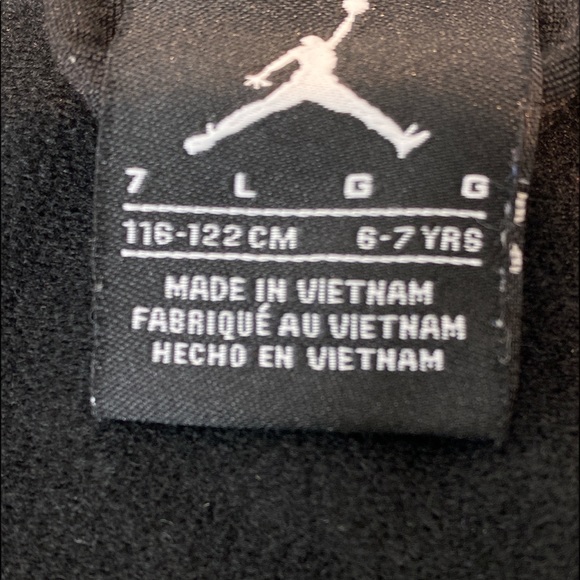 7 L G G
116-122 CM 6-7 YRS
MADE IN VIETNAM
FABRIQUÉ AU VIETNAM
HECHO EN VIETNAM